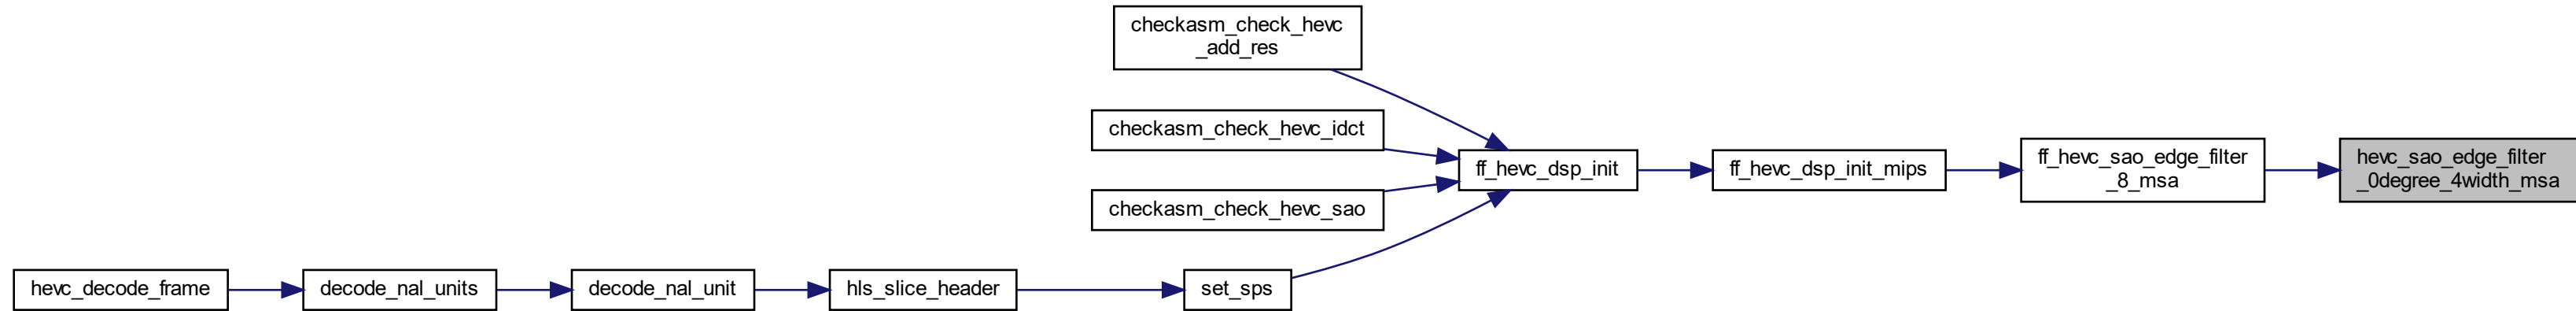 checkasm_check_hevc
_add_res
checkasm_check_hevc_idct
checkasm_check_hevc_sao
ff_hevc_dsp_init
ff_hevc_dsp_init_mips
ff_hevc_sao_edge_filter
_8_msa
hevc_sao_edge_filter
_0degree_4width_msa
hevc_decode_frame
decode_nal_units
decode_nal_unit
hls_slice_header
set_sps